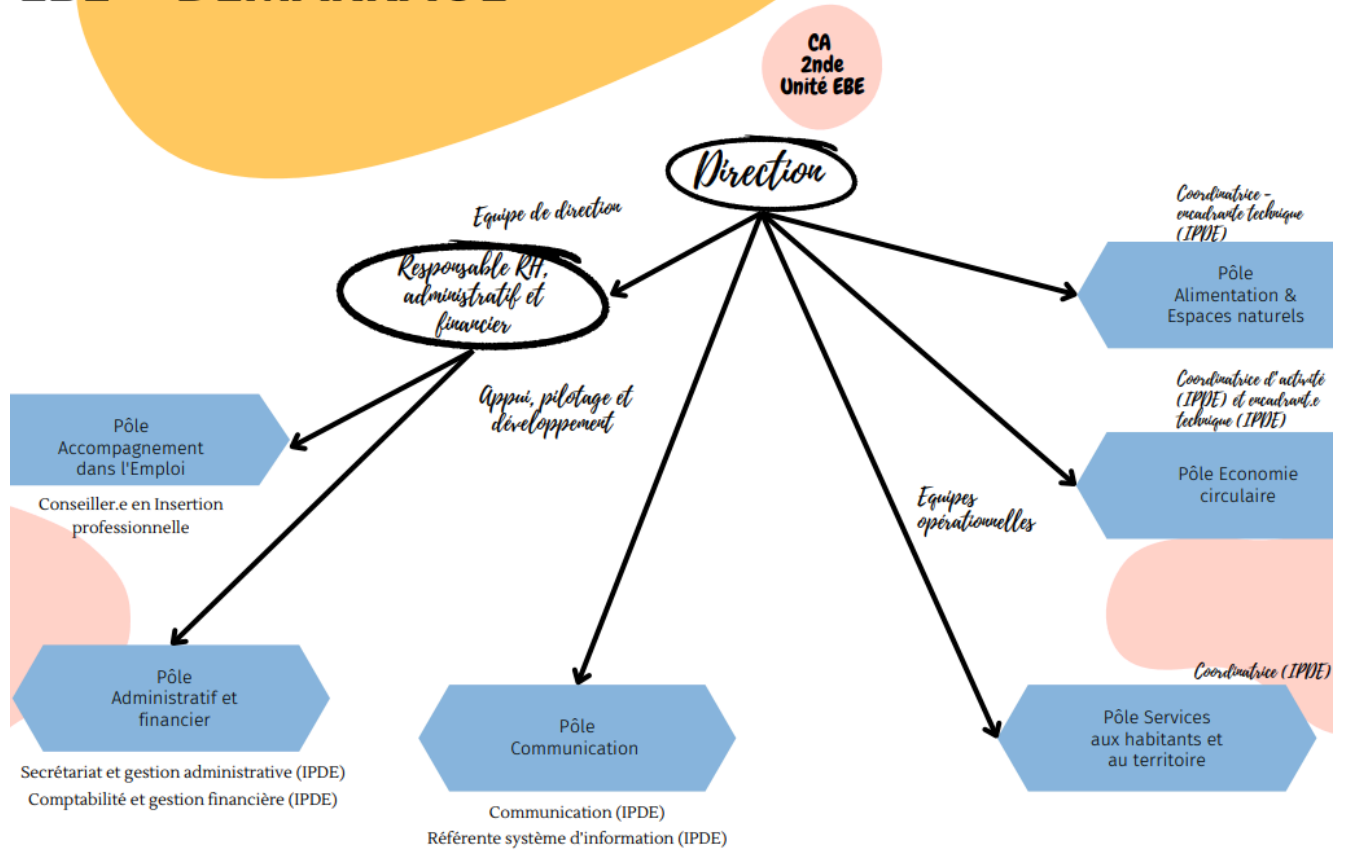 CA
2nde
Unité EBE
Direction
Equipe de direction
Responsable RH,
administratif et
financier
Coordinatrice -
encadrante technique
(IPDE)
Pôle
Alimentation &
Espaces naturels
Appui, pilotage et
développement
Coordinatrice d'activité
(IPDE) et encadrant.e
technique (IPDE)
Pôle
Accompagnement
dans l'Emploi
Conseiller.e en Insertion
professionnelle
Pôle Economie
circulaire
Equipes
opérationnelles
Pôle
Administratif et
financier
Secrétariat et gestion administrative (IPDE)
Comptabilité et gestion financière (IPDE)
Pôle
Communication
Communication (IPDE)
Référente système d'information (IPDE)
Coordinatrice (IPDE)
Pôle Services
aux habitants et
au territoire